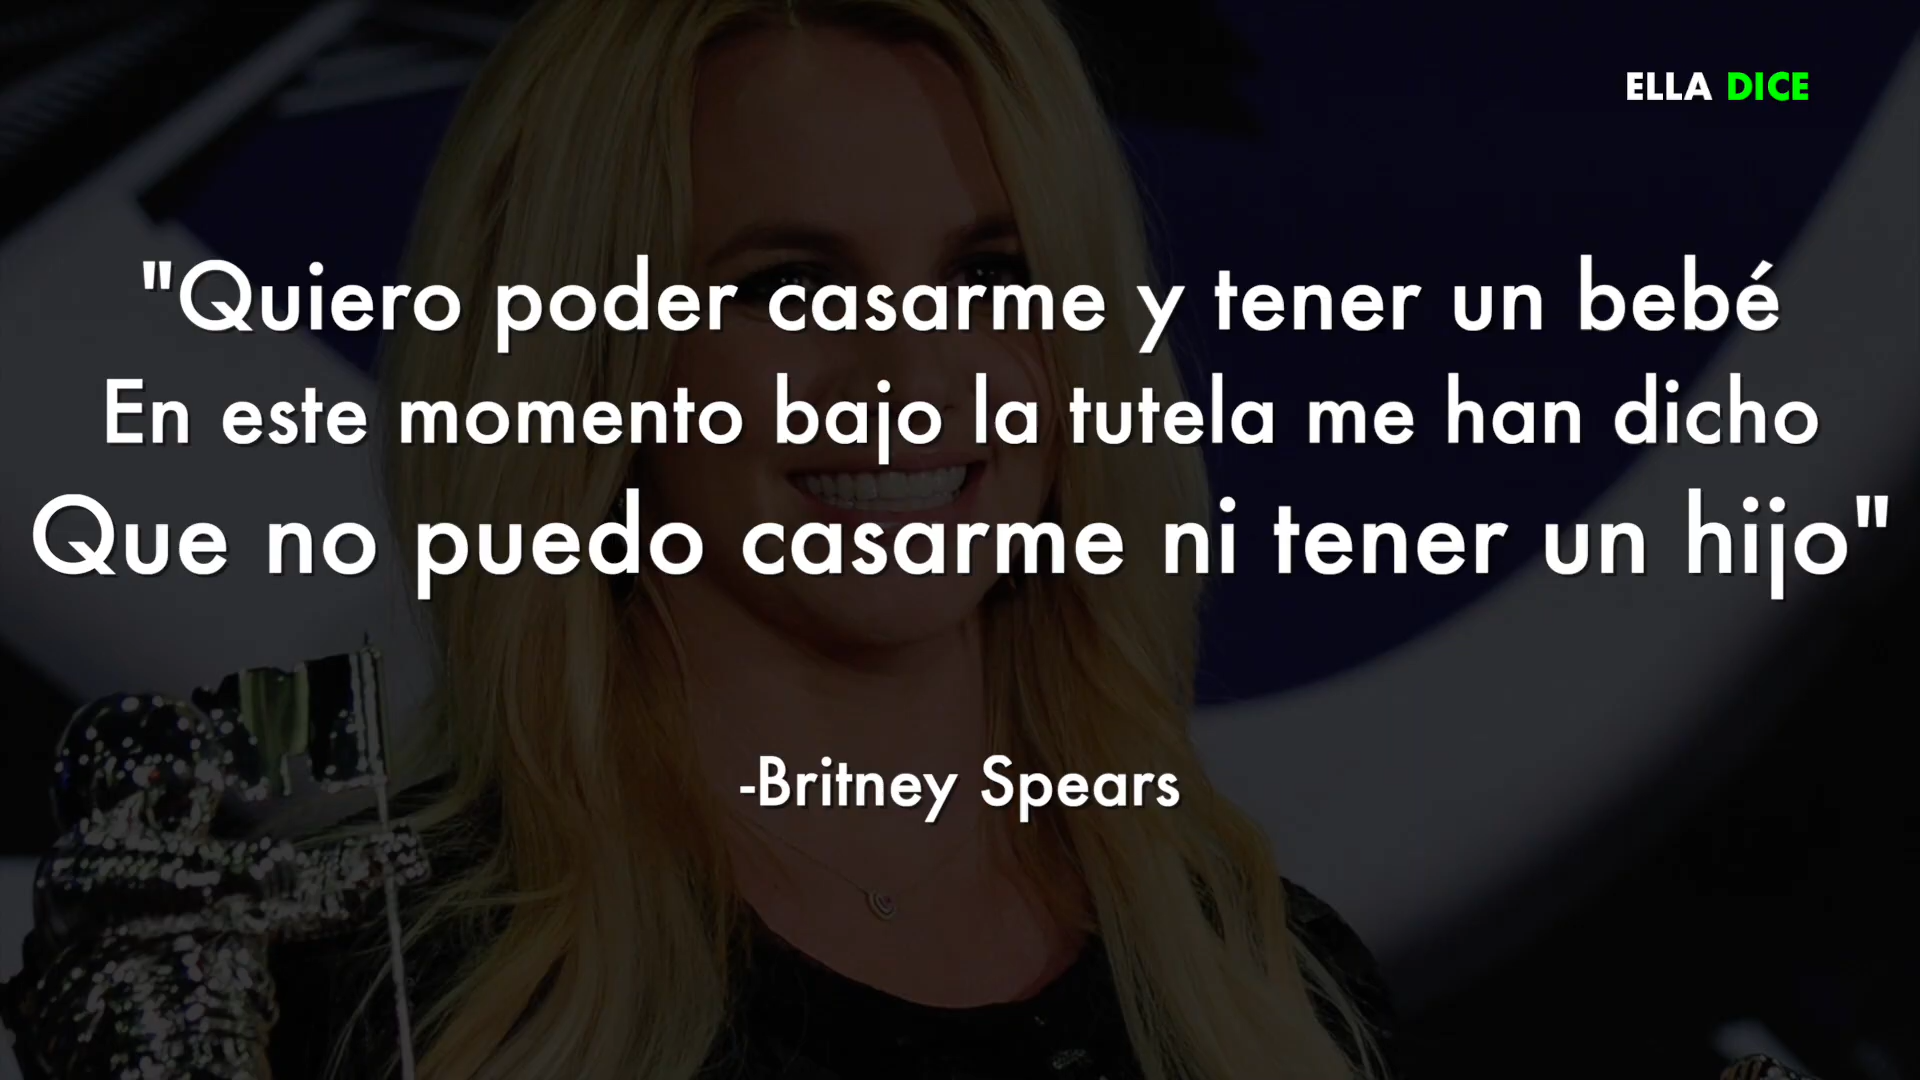 ELLA DICE
"Quiero poder casarme y tener un bebé
En este momento bajo la tutela me han dicho
Que no puedo casarme ni tener un hijo"
-Britney Spears